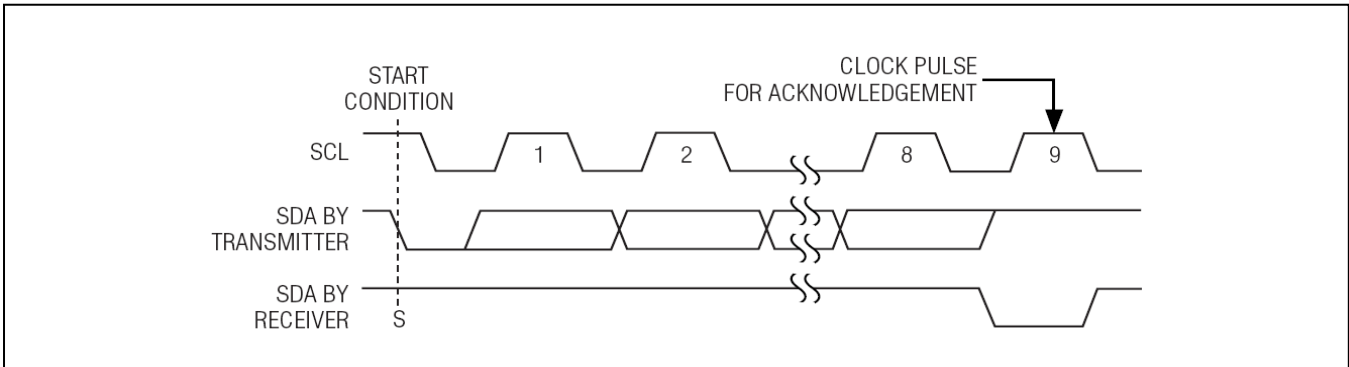 START
CONDITION
CLOCK PULSE
FOR ACKNOWLEDGEMENT
SCL
1
2
8
9
SDA BY
TRANSMITTER
SDA BY
RECEIVER
S